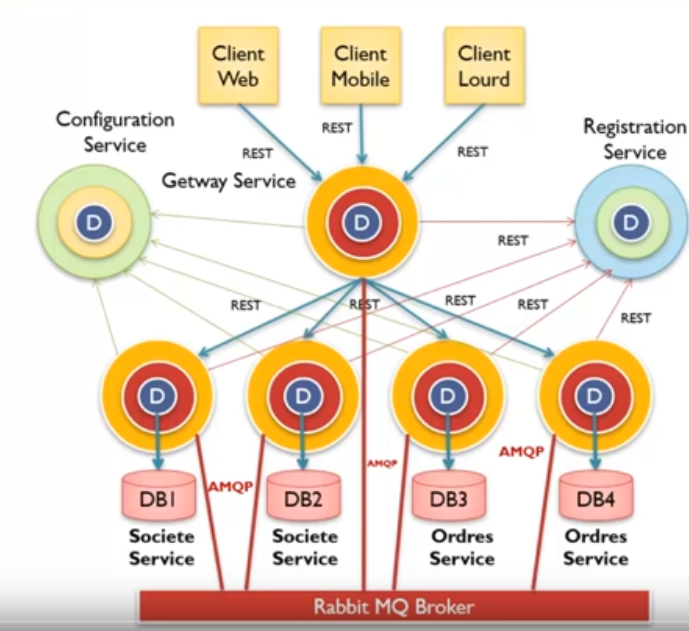 Client
Web
Client
Mobile
Client
Lourd
Configuration
Service
REST
REST
REST
Registration
Service
Getway Service
D
D
D
REST
REST
REST
REST
REST
REST
D
D
D
D
AMQP
AMQP
AMQP
DB1
DB2
DB3
DB4
Societe
Service
Societe
Service
Ordres
Service
Ordres
Service
Rabbit MQ Broker